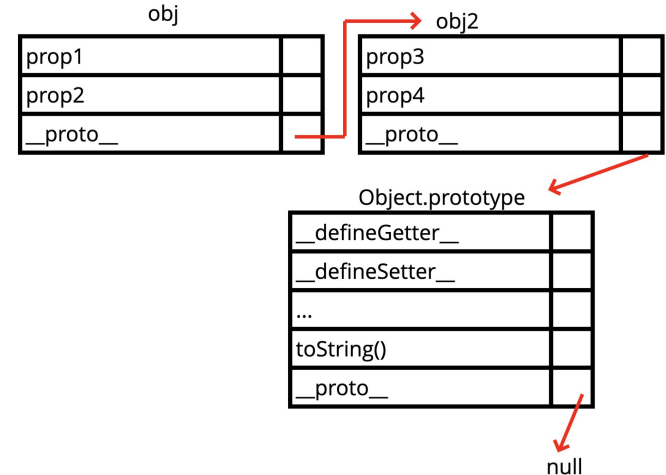 obj
prop1
prop2
__proto__
obj2
prop3
prop4
__proto__
Object.prototype
__defineGetter__
__defineSetter__
...
toString()
__proto__
null